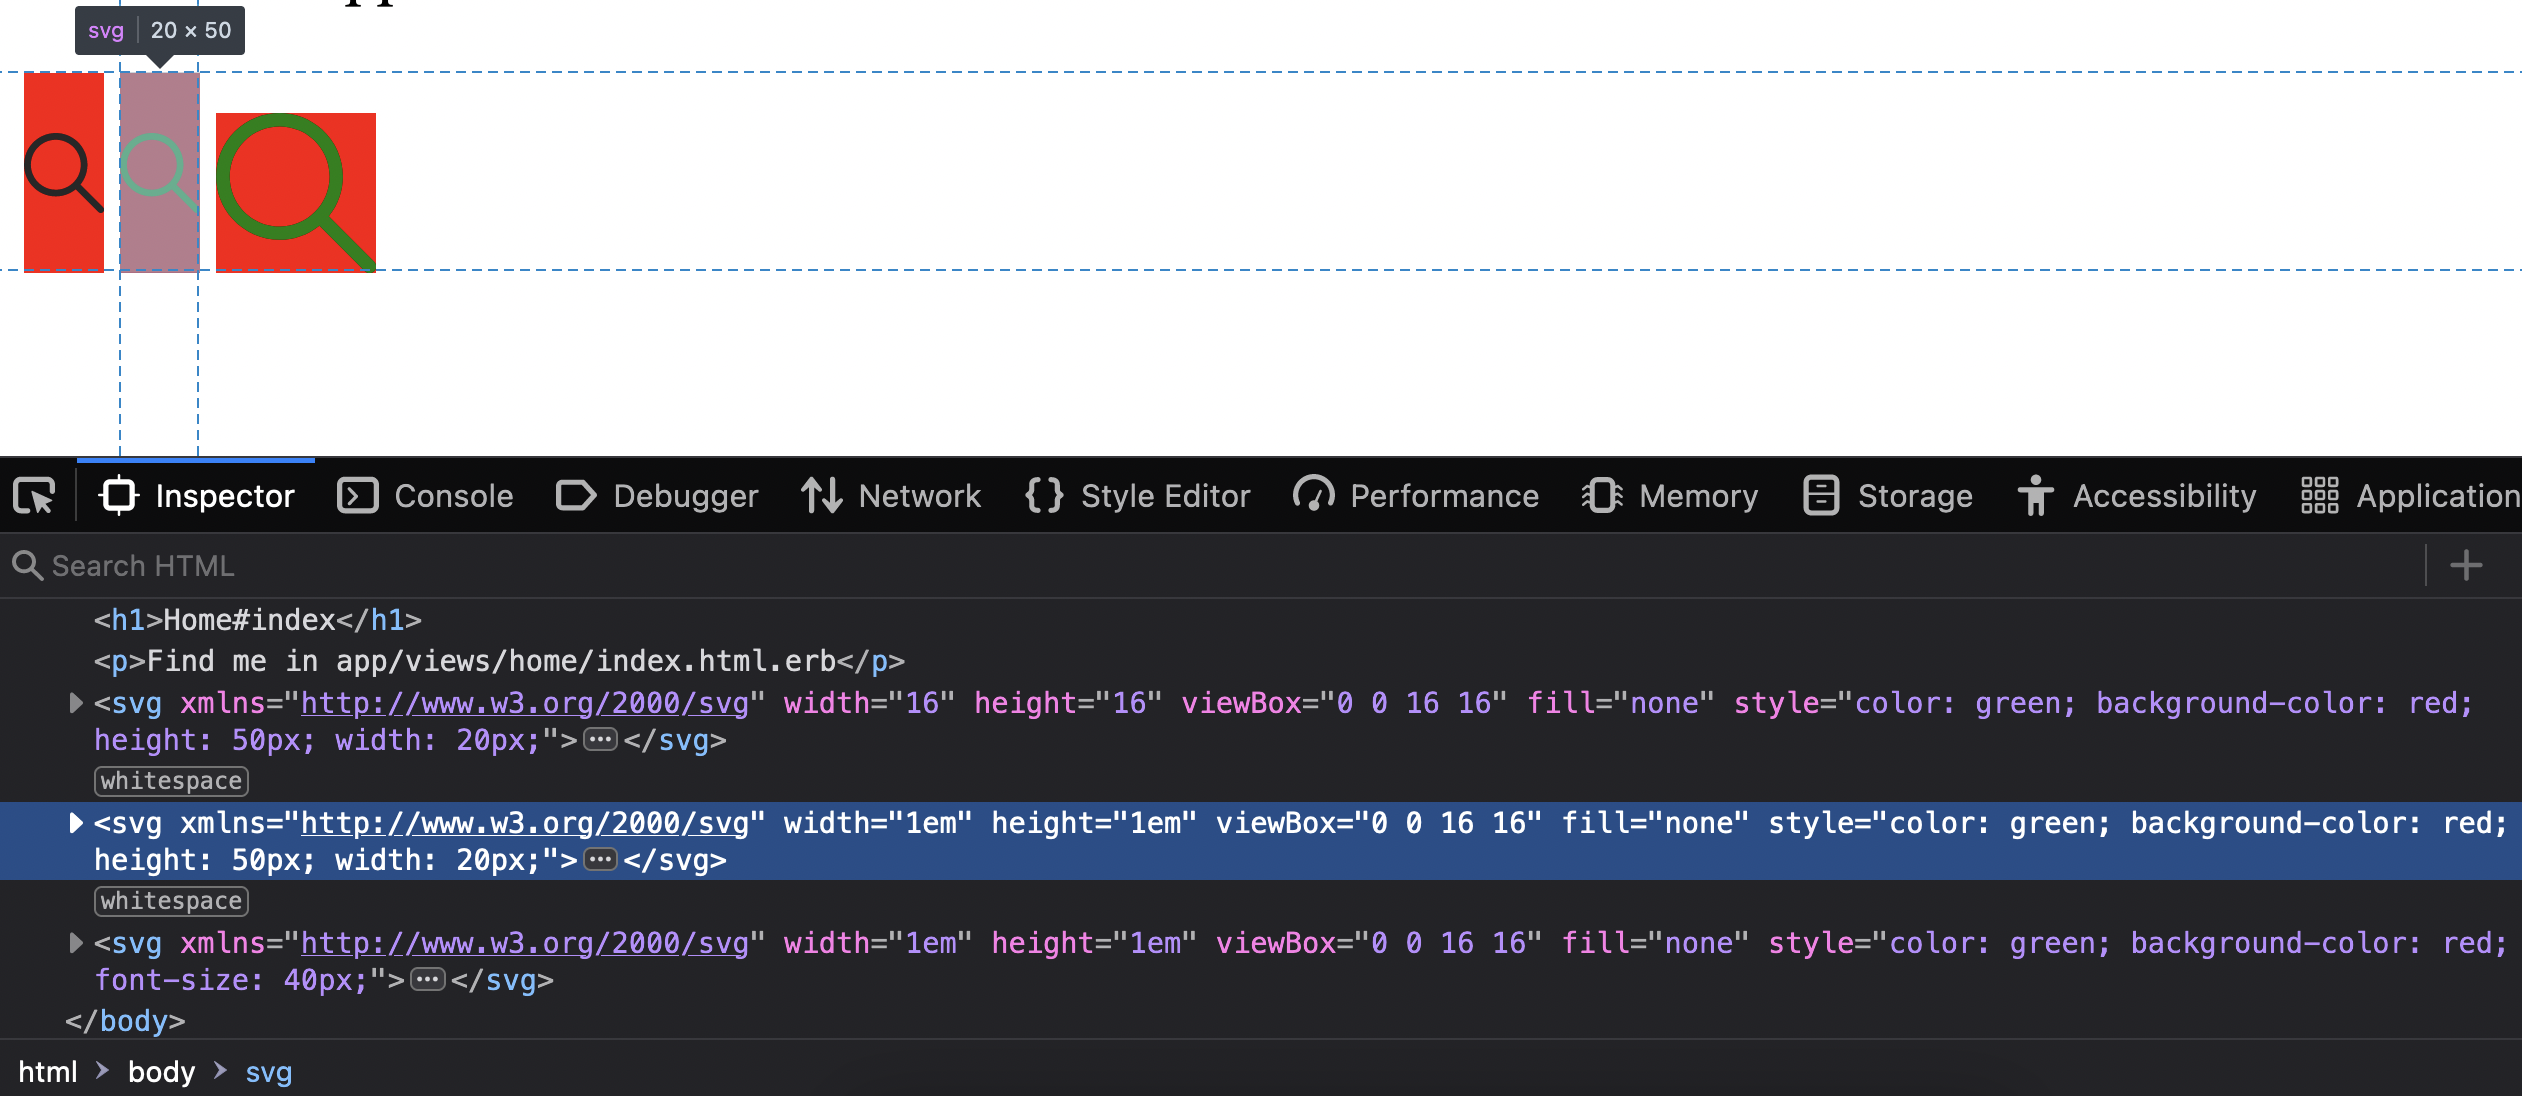 pp
svg 20 × 50
Inspector Console Debugger Network Style Editor Performance Memory Storage Accessibility Application
Search HTML
<h1>Home#index</h1>
<p>Find me in app/views/home/index.html.erb</p>
<svg xmlns="http://www.w3.org/2000/svg" width="16" height="16" viewBox="0 0 16 16" fill="none" style="color: green; background-color: red;
height: 50px; width: 20px;">…</svg>
whitespace
<svg xmlns="http://www.w3.org/2000/svg" width="1em" height="1em" viewBox="0 0 16 16" fill="none" style="color: green; background-color: red;
height: 50px; width: 20px;">…</svg>
whitespace
<svg xmlns="http://www.w3.org/2000/svg" width="1em" height="1em" viewBox="0 0 16 16" fill="none" style="color: green; background-color: red;
font-size: 40px;">…</svg>
</body>
html > body > svg